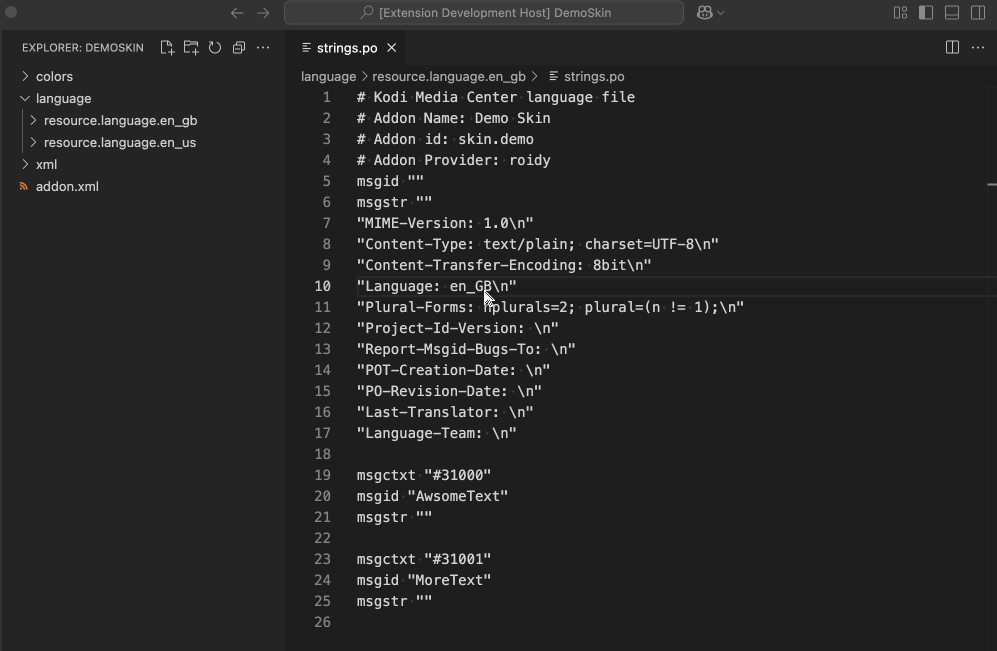 [Extension Development Host] DemoSkin
EXPLORER: DEMOSKIN
colors
language
resource.language.en_gb
resource.language.en_us
xml
addon.xml
strings.po
language > resource.language.en_gb > strings.po
1 # Kodi Media Center language file
2 # Addon Name: Demo Skin
3 # Addon id: skin.demo
4 # Addon Provider: roidy
5 msgid ""
6 msgstr ""
7 "MIME-Version: 1.0\n"
8 "Content-Type: text/plain; charset=UTF-8\n"
9 "Content-Transfer-Encoding: 8bit\n"
10 "Language: en_GB\n"
11 "Plural-Forms: nplurals=2; plural=(n != 1);\n"
12 "Project-Id-Version: \n"
13 "Report-Msgid-Bugs-To: \n"
14 "POT-Creation-Date: \n"
15 "PO-Revision-Date: \n"
16 "Last-Translator: \n"
17 "Language-Team: \n"
18
19 msgctxt "#31000"
20 msgid "AwsomeText"
21 msgstr ""
22
23 msgctxt "#31001"
24 msgid "MoreText"
25 msgstr ""
26